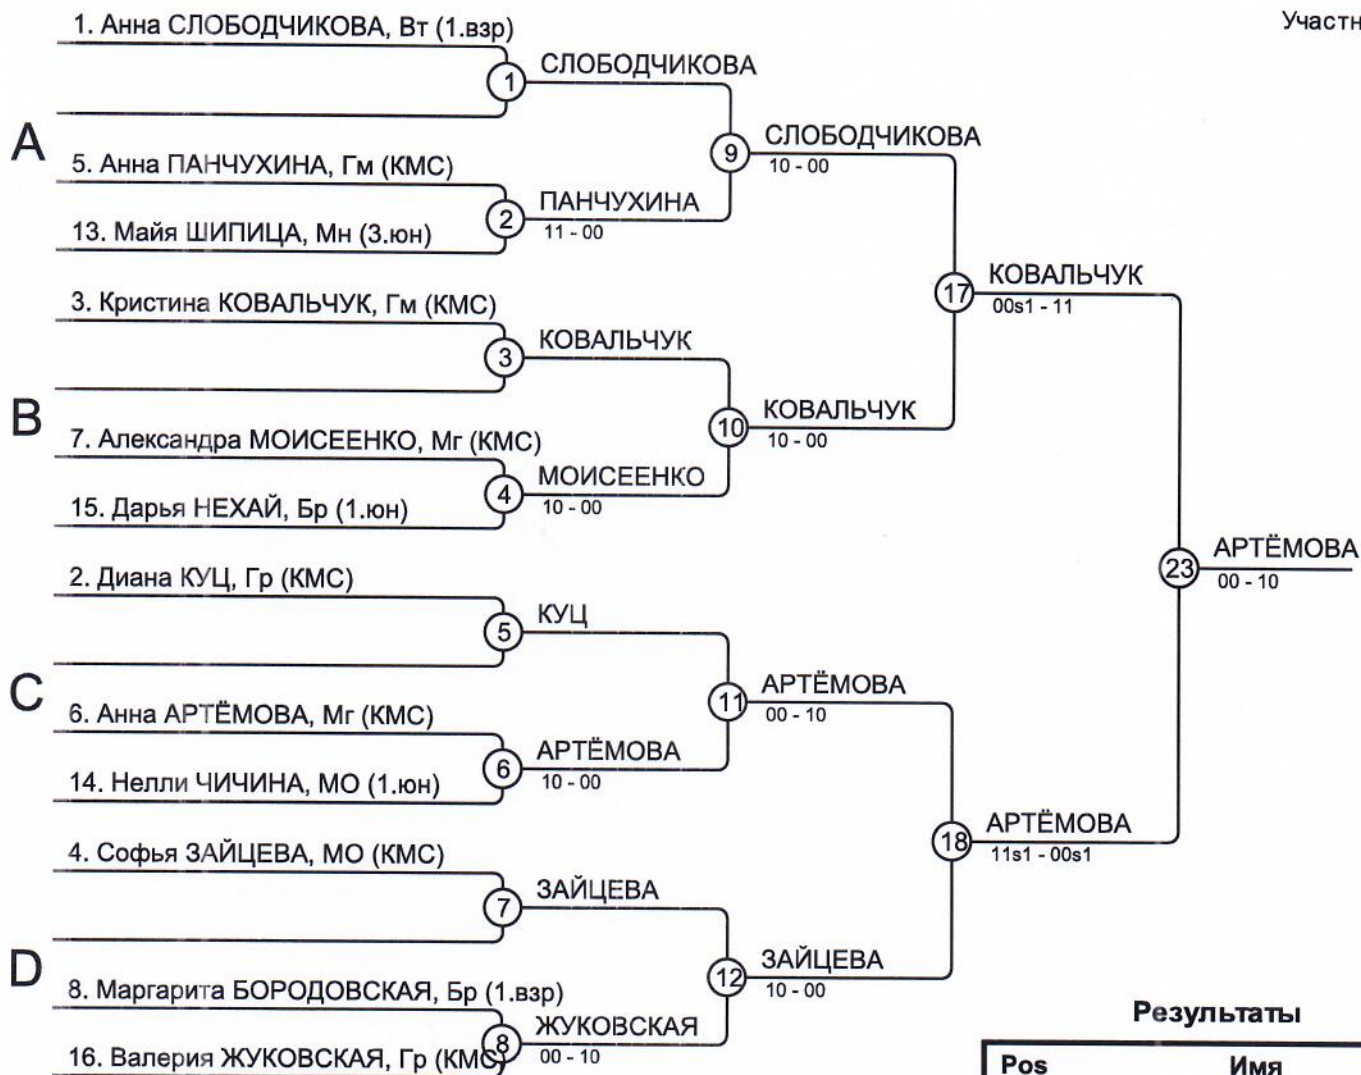 Участн
1. Анна СЛОБОДЧИКОВА, Вт (1.взр)
1
СЛОБОДЧИКОВА
A
5. Анна ПАНЧУХИНА, Гм (КМС)
2
ПАНЧУХИНА
11 - 00
13. Майя ШИПИЦА, Мн (3.юн)
9
СЛОБОДЧИКОВА
10 - 00
3. Кристина КОВАЛЬЧУК, Гм (КМС)
3
КОВАЛЬЧУК
17
КОВАЛЬЧУК
00s1 - 11
B
7. Александра МОИСЕЕНКО, Мг (КМС)
4
МОИСЕЕНКО
10 - 00
15. Дарья НЕХАЙ, Бр (1.юн)
10
КОВАЛЬЧУК
10 - 00
23
АРТЁМОВА
00 - 10
2. Диана КУЦ, Гр (КМС)
5
КУЦ
C
6. Анна АРТЁМОВА, Мг (КМС)
6
АРТЁМОВА
10 - 00
14. Нелли ЧИЧИНА, МО (1.юн)
11
АРТЁМОВА
00 - 10
4. Софья ЗАЙЦЕВА, МО (КМС)
7
ЗАЙЦЕВА
18
АРТЁМОВА
11s1 - 00s1
D
8. Маргарита БОРОДОВСКАЯ, Бр (1.взр)
8
ЖУКОВСКАЯ
00 - 10
16. Валерия ЖУКОВСКАЯ, Гр (КМС)
12
ЗАЙЦЕВА
10 - 00
Результаты
Pos Имя